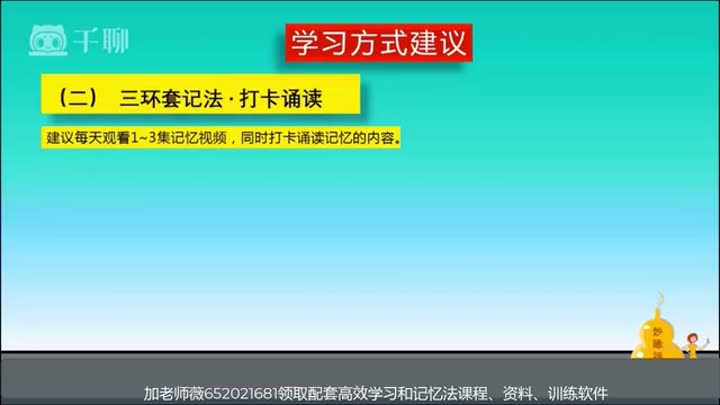 千聊
学习方式建议
（二） 三环套记法·打卡诵读
建议每天观看1~3集记忆视频，同时打卡诵读记忆的内容。
加老师薇652021681领取配套高效学习和记忆法课程、资料、训练软件